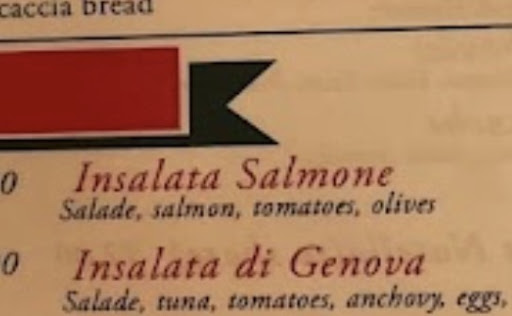 caccia bread
0 Insalata Salmone
Salade, salmon, tomatoes, olives
0 Insalata di Genova
Salade, tuna, tomatoes, anchovy, eggs,